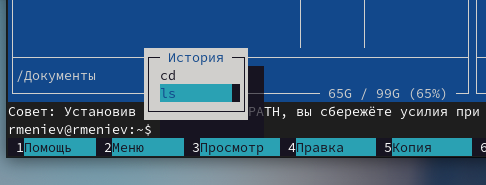 История
cd
/Документы
ls
65G / 99G (65%)
Совет: Установив PATH, вы сбережёте усилия при
rmeniev@rmeniev:~$
1Помощь 2Меню 3Просмотр 4Правка 5Копия 6